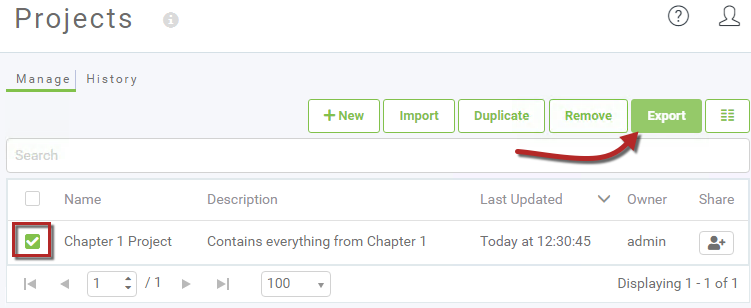 Projects i ?
Manage History
+ New Import Duplicate Remove Export
Search
Name Description Last Updated Owner Share
Chapter 1 Project Contains everything from Chapter 1 Today at 12:30:45 admin
1 / 1 100 Displaying 1 - 1 of 1